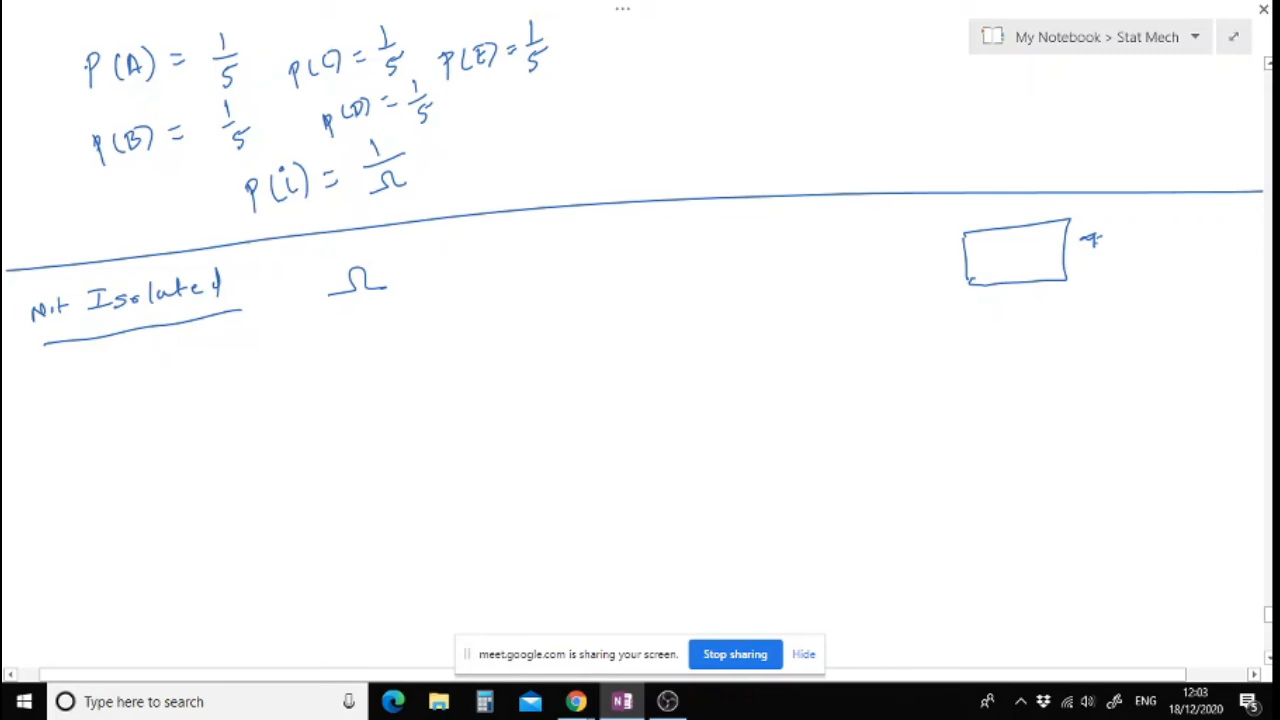 My Notebook > Stat Mech
P(A) = 1/5 P(C) = 1/5 P(E) = 1/5
P(B) = 1/5 P(D) = 1/5
P(i) = 1/Ω
Not Isolated Ω
meet.google.com is sharing your screen. Stop sharing Hide
Type here to search
ENG
12:03
18/12/2020
5